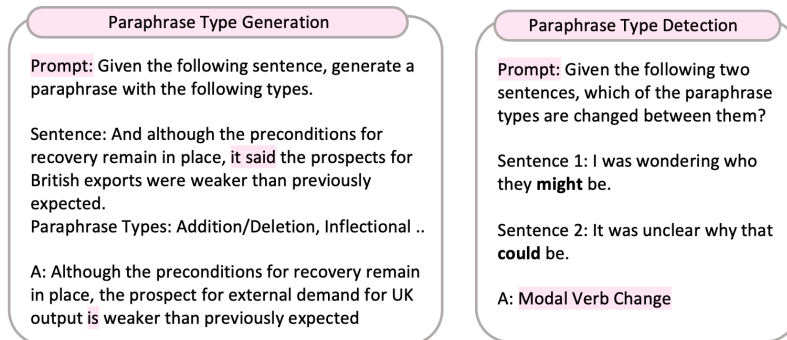 Paraphrase Type Generation
Prompt: Given the following sentence, generate a
paraphrase with the following types.
Sentence: And although the preconditions for
recovery remain in place, it said the prospects for
British exports were weaker than previously
expected.
Paraphrase Types: Addition/Deletion, Inflectional ..
A: Although the preconditions for recovery remain
in place, the prospect for external demand for UK
output is weaker than previously expected
Paraphrase Type Detection
Prompt: Given the following two
sentences, which of the paraphrase
types are changed between them?
Sentence 1: I was wondering who
they might be.
Sentence 2: It was unclear why that
could be.
A: Modal Verb Change